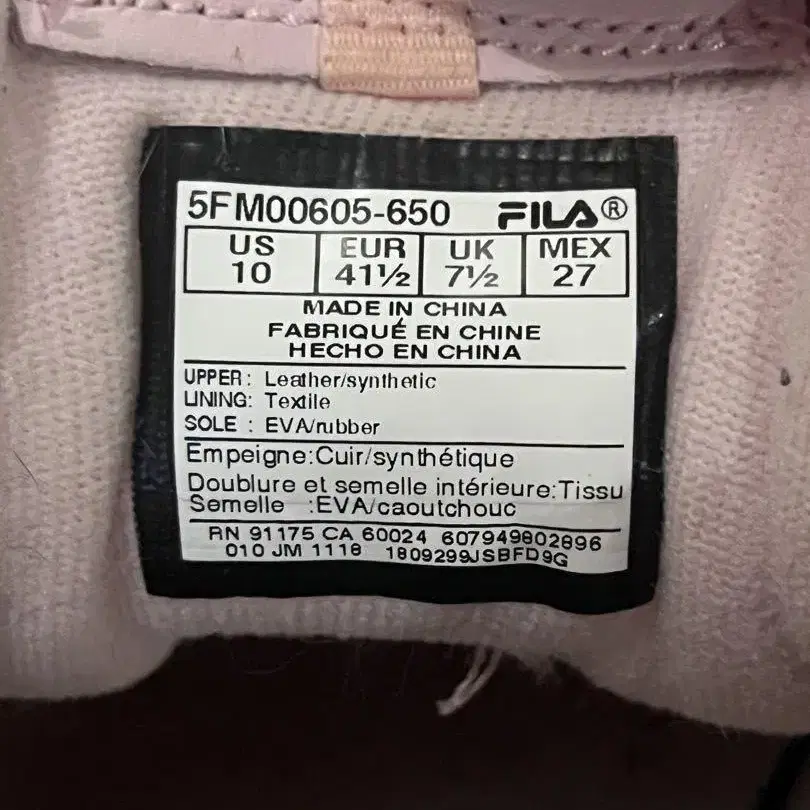 5FM00605-650 FILA®
US EUR UK MEX
10 41½ 7½ 27
MADE IN CHINA
FABRIQUÉ EN CHINE
HECHO EN CHINA
UPPER: Leather/synthetic
LINING: Textile
SOLE : EVA/rubber
Empeigne:Cuir/synthétique
Doublure et semelle intérieure:Tissu
Semelle :EVA/caoutchouc
RN 91175 CA 60024 607949802896
010 JM 1118 1809299JSBFD9G